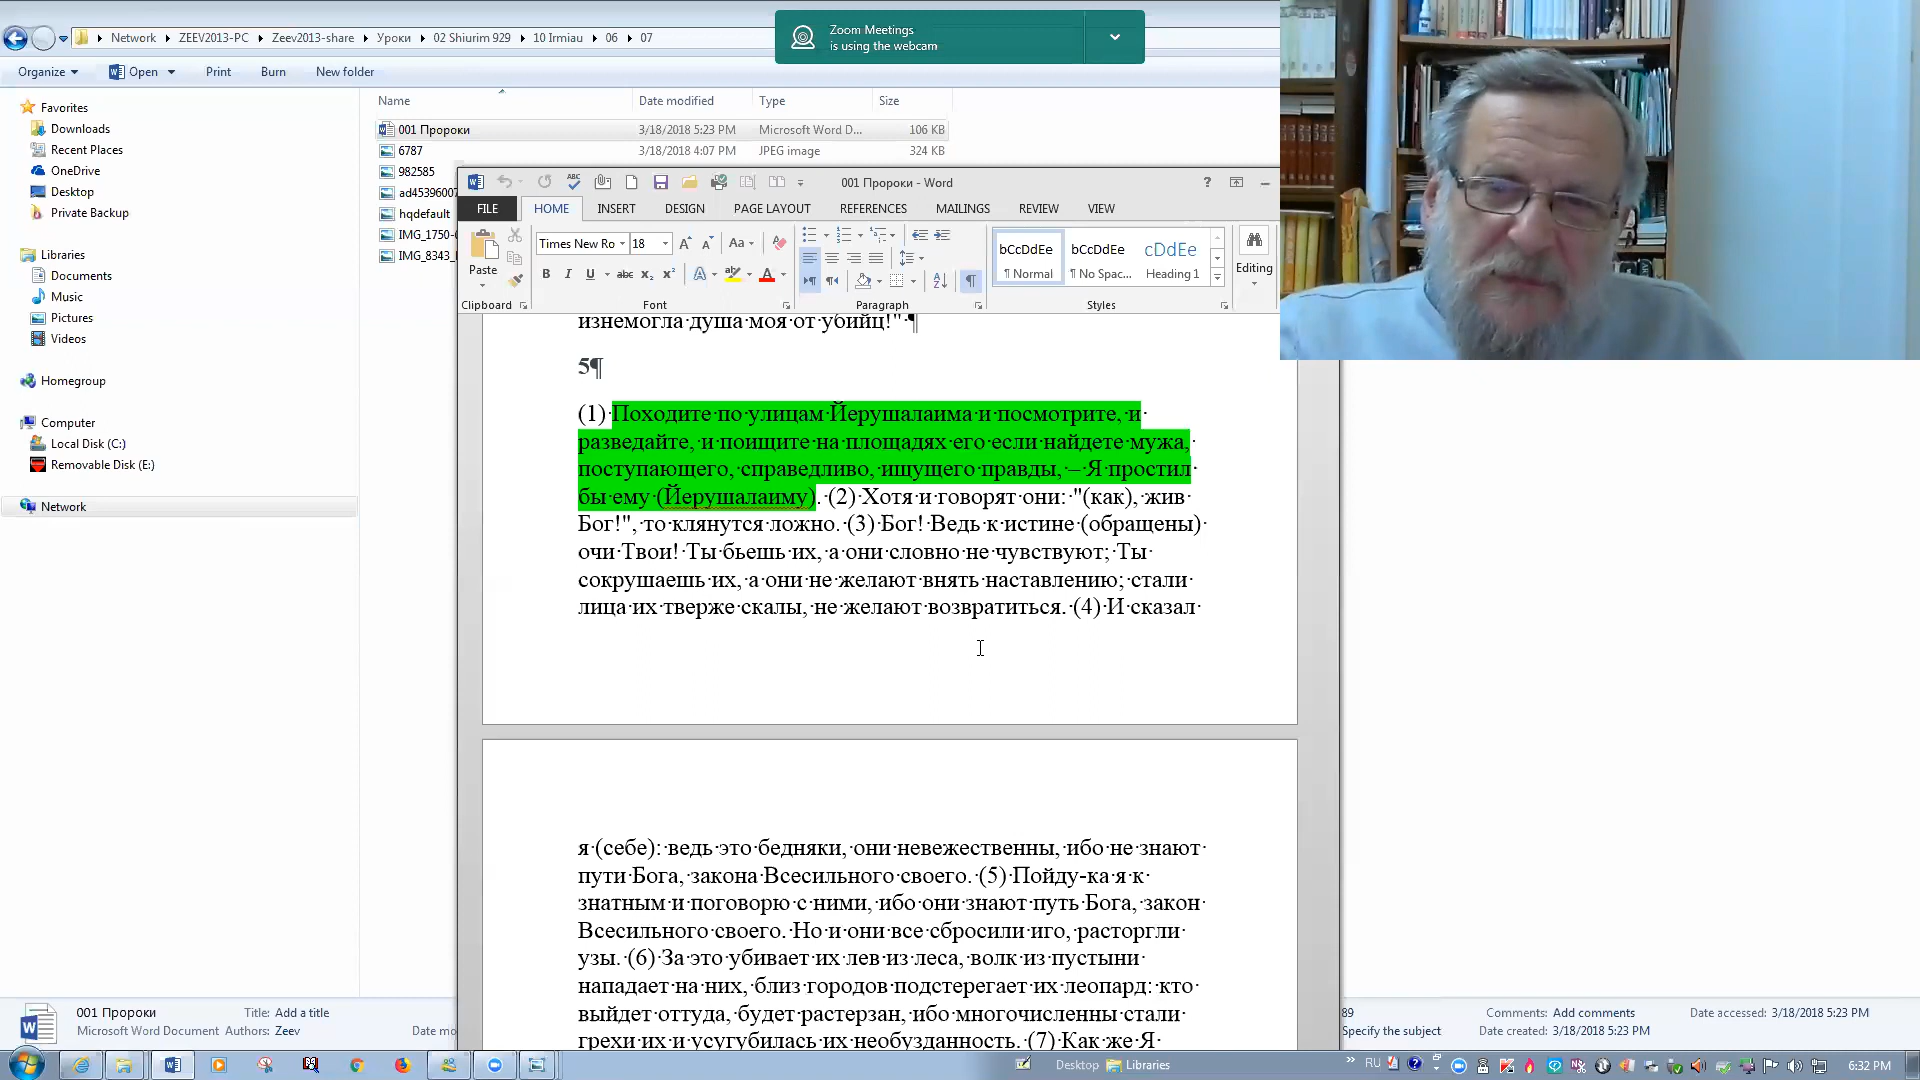 Network ▸ ZEEV2013-PC ▸ Zeev2013-share ▸ Уроки ▸ 02 Shiurim 929 ▸ 10 Irmiau ▸ 06 ▸ 07
Zoom Meetings
is using the webcam
Organize Open Print Burn New folder
Name Date modified Type Size
001 Пророки 3/18/2018 5:23 PM Microsoft Word D... 106 KB
6787 3/18/2018 4:07 PM JPEG image 324 KB
982585
ad45396007
hqdefault
IMG_1750-
IMG_8343_
Favorites
Downloads
Recent Places
OneDrive
Desktop
Private Backup
Libraries
Documents
Music
Pictures
Videos
Homegroup
Computer
Local Disk (C:)
Removable Disk (E:)
Network
001 Пророки - Word
FILE HOME INSERT DESIGN PAGE LAYOUT REFERENCES MAILINGS REVIEW VIEW
Paste
Times New Ro 18
Clipboard Font Paragraph Styles
bCcDdEe bCcDdEe cDdEe
¶ Normal ¶ No Spac... Heading 1
Editing
изнемогла душа моя от убийц!" ¶
5¶
(1) Походите по улицам Йерушалаима и посмотрите, и
разведайте, и поищите на площадях его если найдете мужа,
поступающего, справедливо, ищущего правды, – Я простил
бы ему (Йерушалаиму). (2) Хотя и говорят они: "(как), жив
Бог!", то клянутся ложно. (3) Бог! Ведь к истине (обращены)
очи Твои! Ты бьешь их, а они словно не чувствуют; Ты
сокрушаешь их, а они не желают внять наставлению; стали
лица их тверже скалы, не желают возвратиться. (4) И сказал
я (себе): ведь это бедняки, они невежественны, ибо не знают
пути Бога, закона Всесильного своего. (5) Пойду-ка я к
знатным и поговорю с ними, ибо они знают путь Бога, закон
Всесильного своего. Но и они все сбросили иго, расторгли
узы. (6) За это убивает их лев из леса, волк из пустыни
нападает на них, близ городов подстерегает их леопард: кто
выйдет оттуда, будет растерзан, ибо многочисленны стали
грехи их и усугубилась их необузданность. (7) Как же Я
001 Пророки Title: Add a title
Microsoft Word Document Authors: Zeev Date mo
89 Comments: Add comments Date accessed: 3/18/2018 5:23 PM
Specify the subject Date created: 3/18/2018 5:23 PM
Desktop Libraries RU 6:32 PM